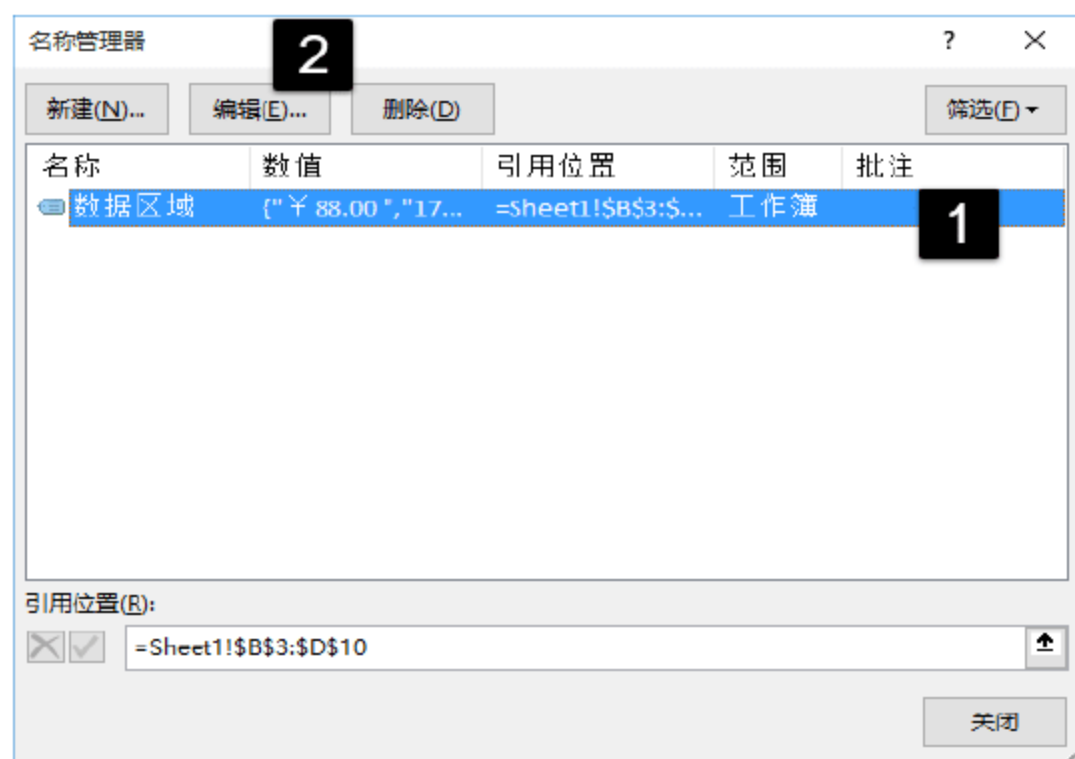 名称管理器 ?
2
新建(N)... 编辑(E)... 删除(D) 筛选(F)
名称 数值 引用位置 范围 批注
数据区域 {"￥88.00 ","17... =Sheet1!$B$3:$... 工作簿
1
引用位置(R):
=Sheet1!$B$3:$D$10
关闭